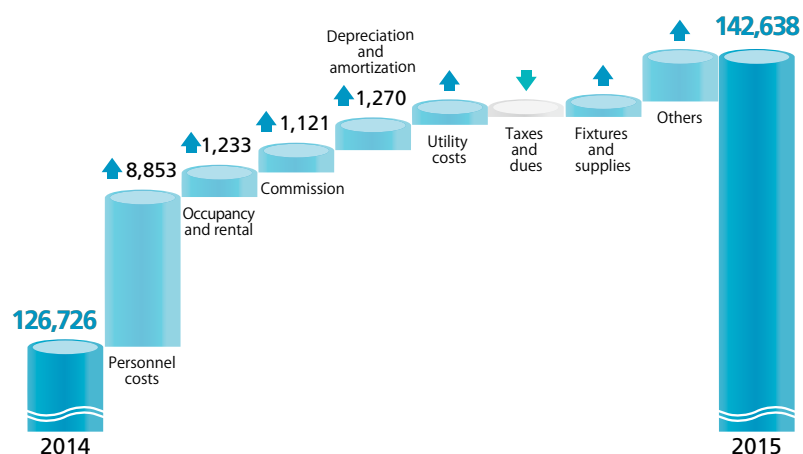 126,726
2014
8,853
Personnel
costs
1,233
Occupancy
and rental
1,121
Commission
Depreciation
and
amortization
1,270
Utility
costs
Taxes
and
dues
Fixtures
and
supplies
Others
142,638
2015